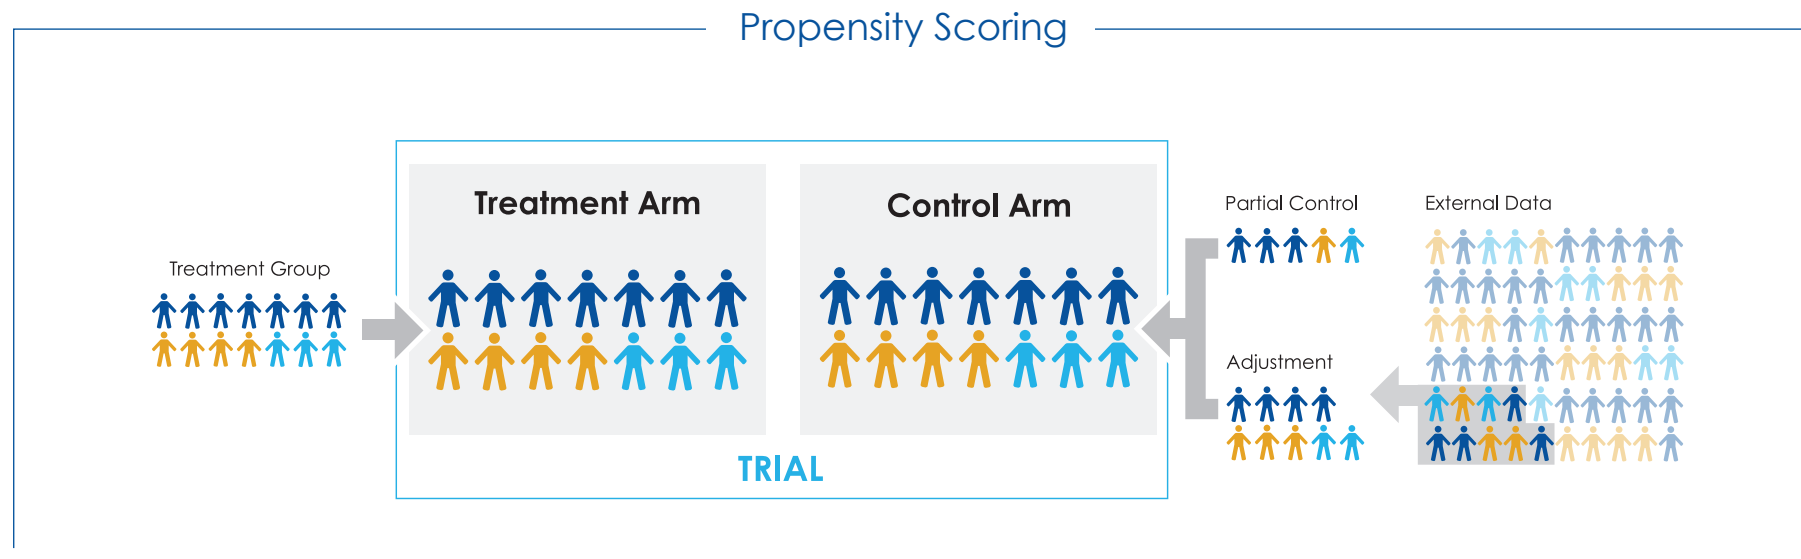 Propensity Scoring
Treatment Group
Treatment Arm
Control Arm
TRIAL
Partial Control
External Data
Adjustment